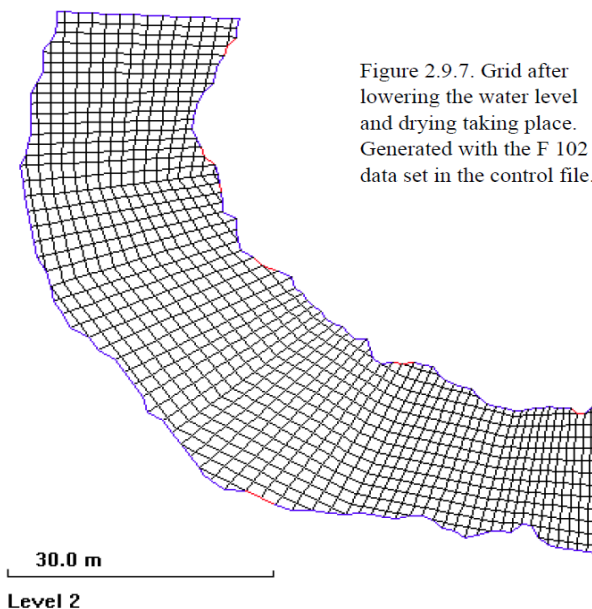 Figure 2.9.7. Grid after
lowering the water level
and drying taking place.
Generated with the F 102
data set in the control file.
30.0 m
Level 2